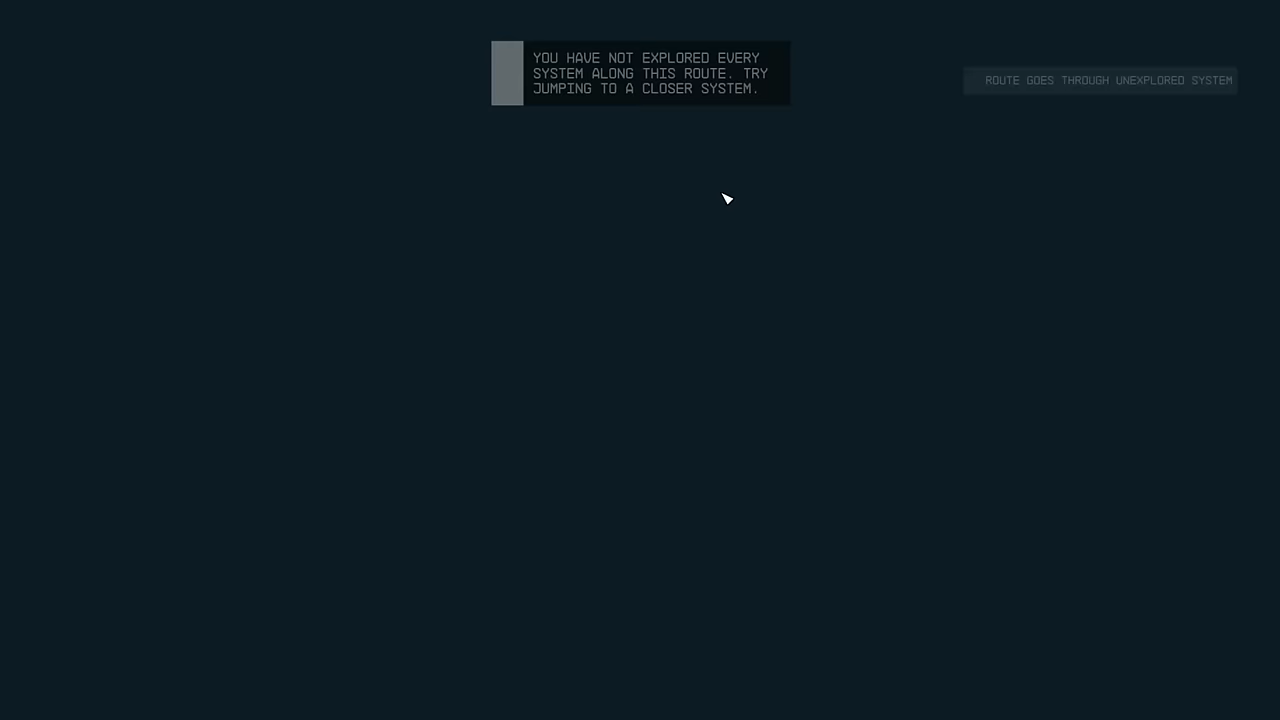 YOU HAVE NOT EXPLORED EVERY
SYSTEM ALONG THIS ROUTE. TRY
JUMPING TO A CLOSER SYSTEM.
ROUTE GOES THROUGH UNEXPLORED SYSTEM